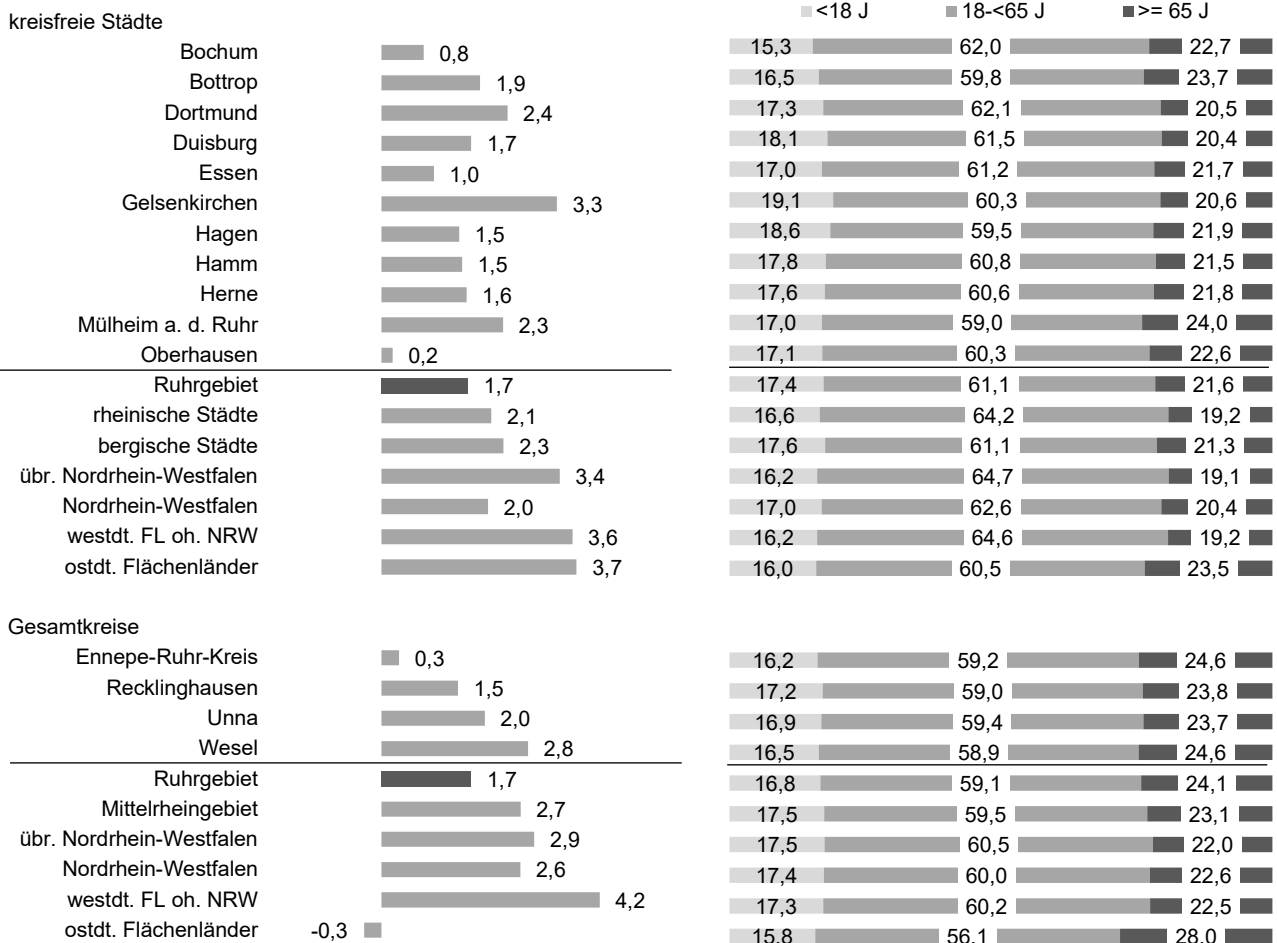 <18 J 18-<65 J >= 65 J
kreisfreie Städte
Bochum 0,8 15,3 62,0 22,7
Bottrop 1,9 16,5 59,8 23,7
Dortmund 2,4 17,3 62,1 20,5
Duisburg 1,7 18,1 61,5 20,4
Essen 1,0 17,0 61,2 21,7
Gelsenkirchen 3,3 19,1 60,3 20,6
Hagen 1,5 18,6 59,5 21,9
Hamm 1,5 17,8 60,8 21,5
Herne 1,6 17,6 60,6 21,8
Mülheim a. d. Ruhr 2,3 17,0 59,0 24,0
Oberhausen 0,2 17,1 60,3 22,6
Ruhrgebiet 1,7 17,4 61,1 21,6
rheinische Städte 2,1 16,6 64,2 19,2
bergische Städte 2,3 17,6 61,1 21,3
übr. Nordrhein-Westfalen 3,4 16,2 64,7 19,1
Nordrhein-Westfalen 2,0 17,0 62,6 20,4
westdt. FL oh. NRW 3,6 16,2 64,6 19,2
ostdt. Flächenländer 3,7 16,0 60,5 23,5
Gesamtkreise
Ennepe-Ruhr-Kreis 0,3 16,2 59,2 24,6
Recklinghausen 1,5 17,2 59,0 23,8
Unna 2,0 16,9 59,4 23,7
Wesel 2,8 16,5 58,9 24,6
Ruhrgebiet 1,7 16,8 59,1 24,1
Mittelrheingebiet 2,7 17,5 59,5 23,1
übr. Nordrhein-Westfalen 2,9 17,5 60,5 22,0
Nordrhein-Westfalen 2,6 17,4 60,0 22,6
westdt. FL oh. NRW 4,2 17,3 60,2 22,5
ostdt. Flächenländer -0,3 15,8 56,1 28,0